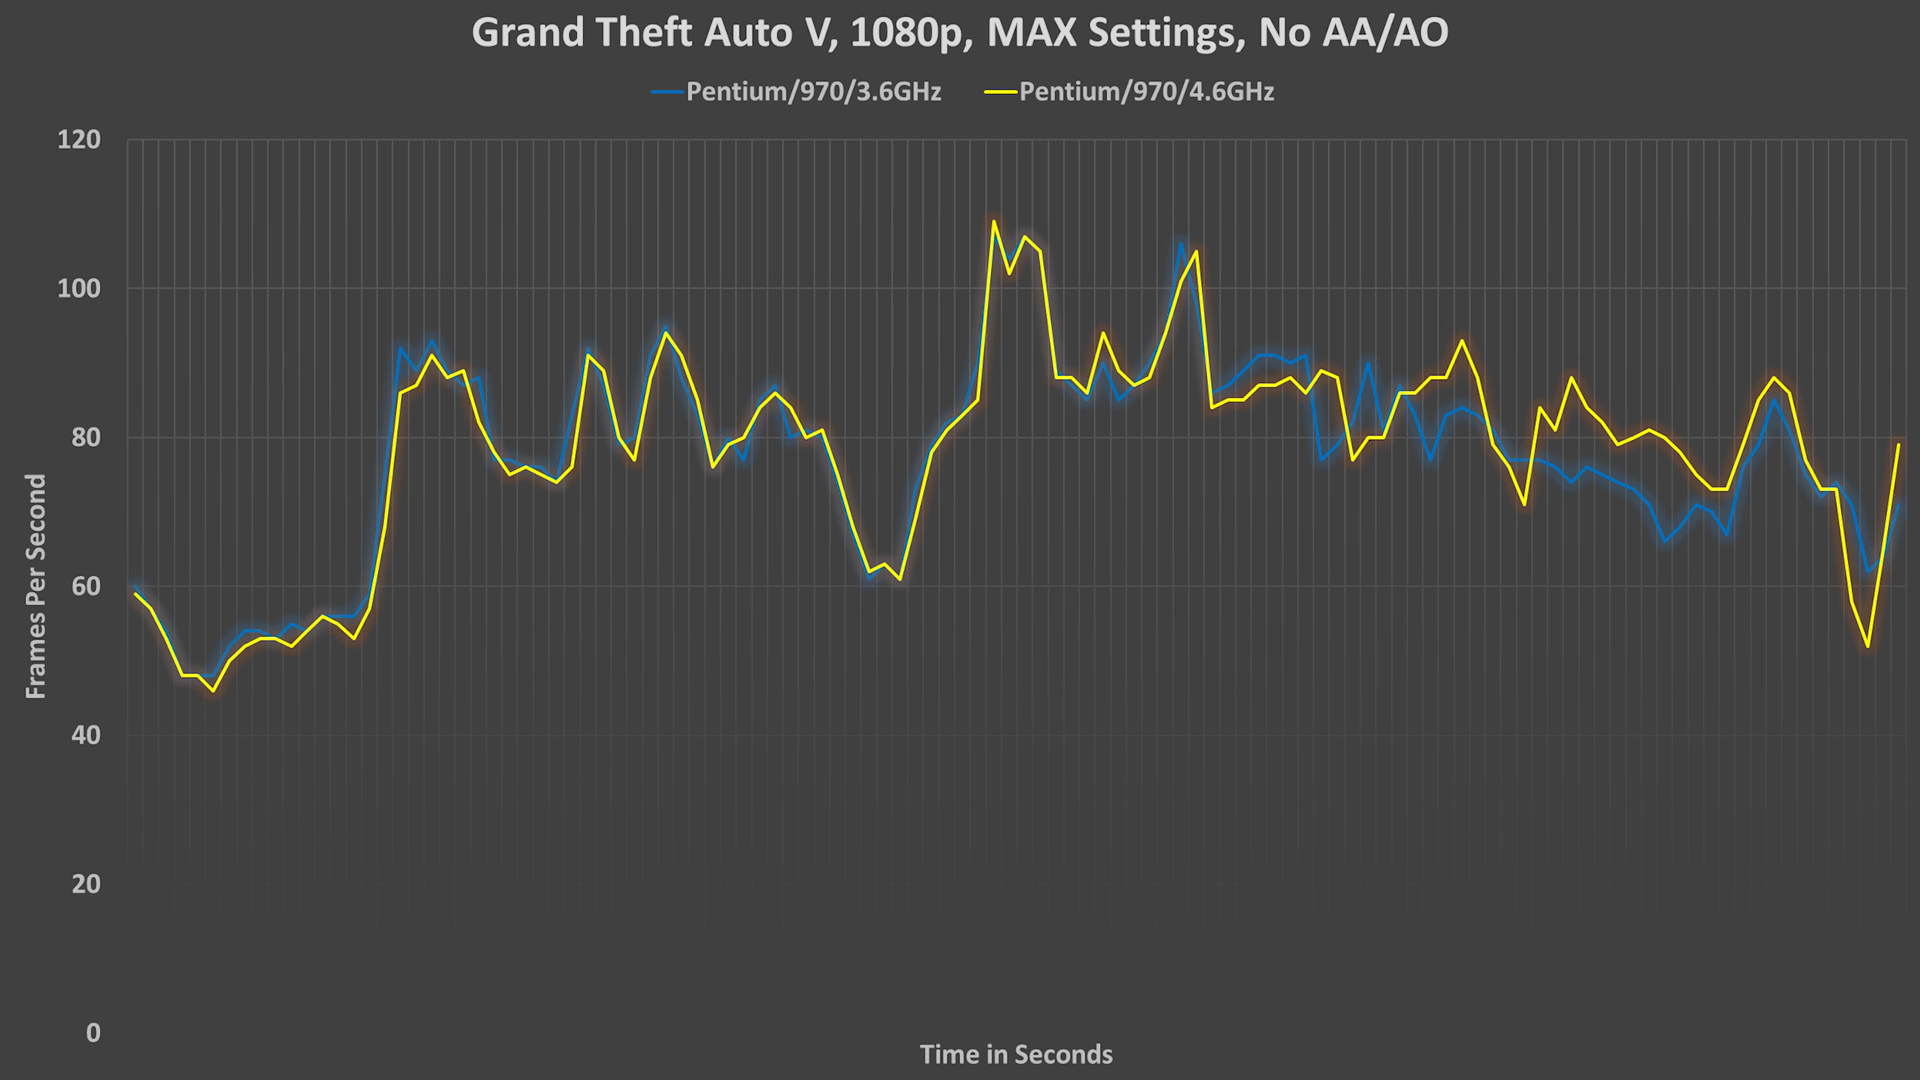 Grand Theft Auto V, 1080p, MAX Settings, No AA/AO
Pentium/970/3.6GHz
Pentium/970/4.6GHz
120
100
80
60
40
20
0
Frames Per Second
Time in Seconds